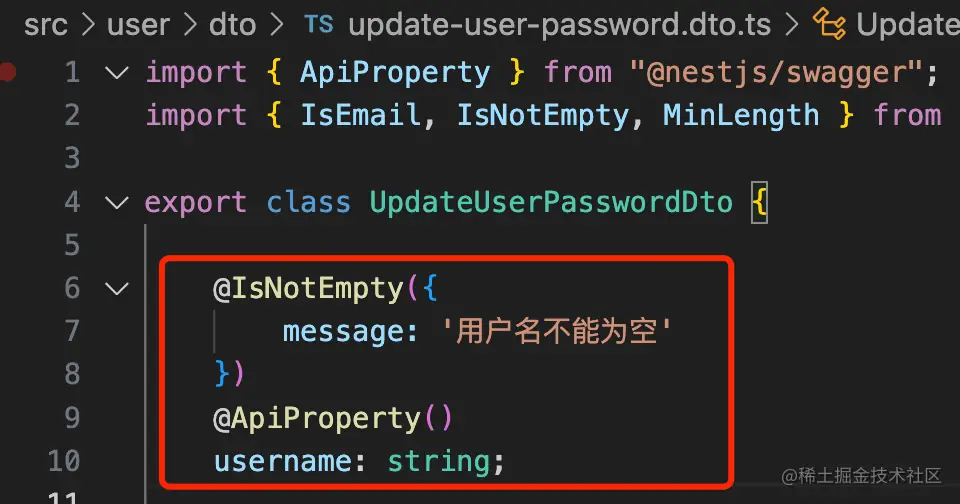 src > user > dto > TS update-user-password.dto.ts > Update
1 import { ApiProperty } from "@nestjs/swagger";
2 import { IsEmail, IsNotEmpty, MinLength } from
3
4 export class UpdateUserPasswordDto {
5
6 @IsNotEmpty({
7 message: '用户名不能为空'
8 })
9 @ApiProperty()
10 username: string;
11
@稀土掘金技术社区